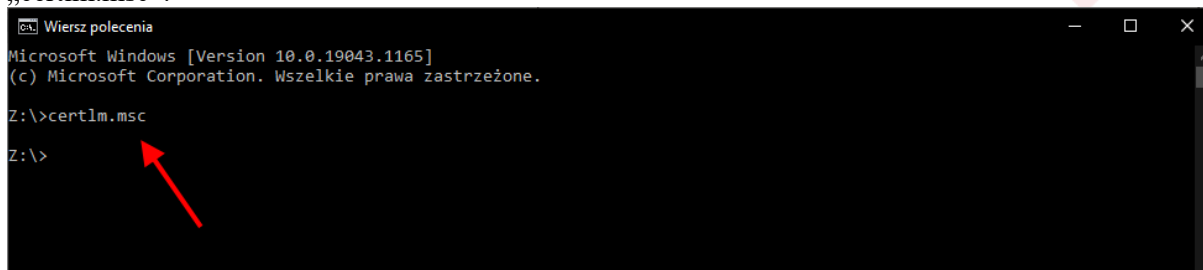 Wiersz polecenia
Microsoft Windows [Version 10.0.19043.1165]
(c) Microsoft Corporation. Wszelkie prawa zastrzeżone.
Z:\>certlm.msc
Z:\>